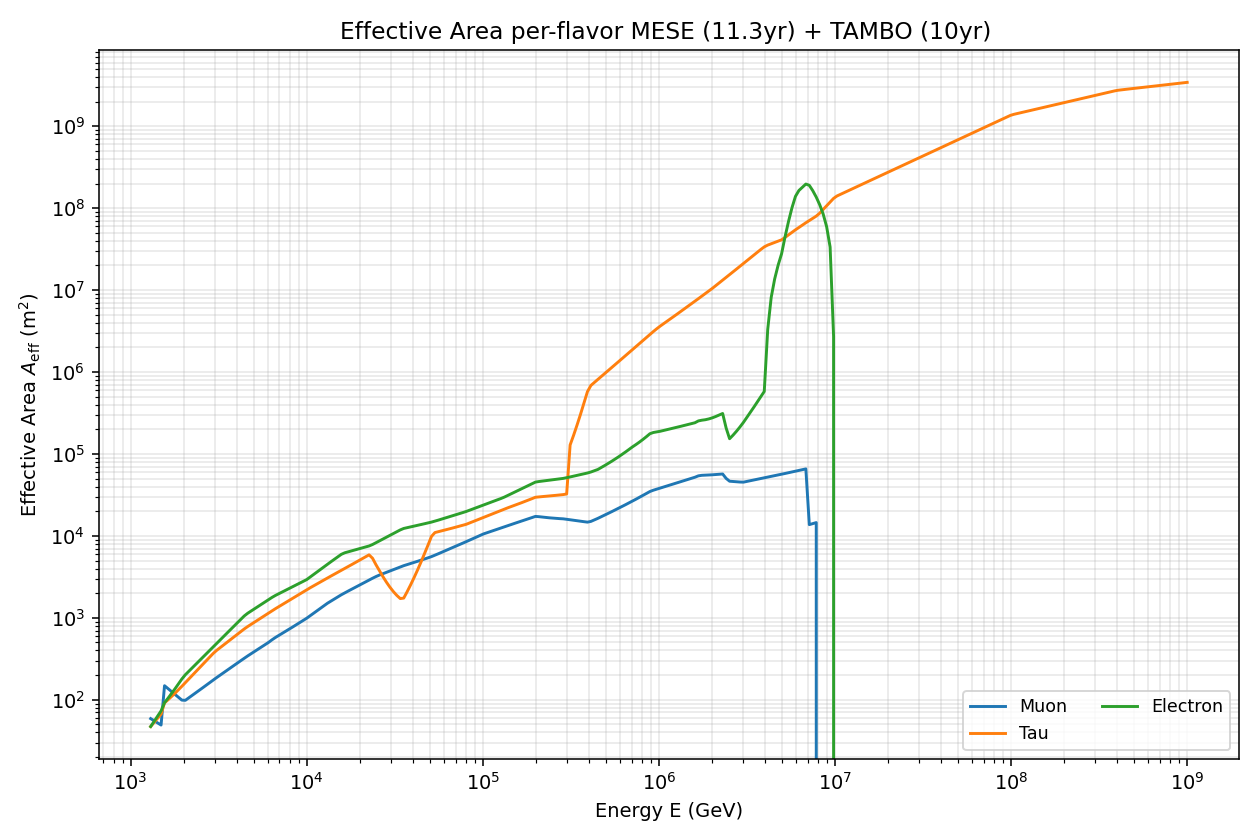 Effective Area per-flavor MESE (11.3yr) + TAMBO (10yr)
Effective Area A_eff (m²)
10⁹
10⁸
10⁷
10⁶
10⁵
10⁴
10³
10²
10³ 10⁴ 10⁵ 10⁶ 10⁷ 10⁸ 10⁹
Energy E (GeV)
Muon Electron
Tau